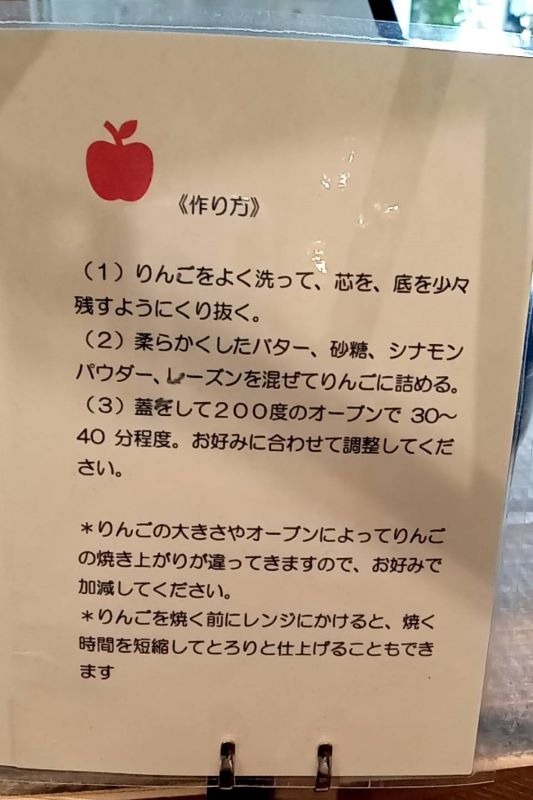 《作り方》
（１）りんごをよく洗って、芯を、底を少々
残すようにくり抜く。
（２）柔らかくしたバター、砂糖、シナモン
パウダー、レーズンを混ぜてりんごに詰める。
（３）蓋をして２００度のオーブンで 30～
40 分程度。お好みに合わせて調整してくだ
さい。
＊りんごの大きさやオーブンによってりんご
の焼き上がりが違ってきますので、お好みで
加減してください。
＊りんごを焼く前にレンジにかけると、焼く
時間を短縮してとろりと仕上げることもでき
ます